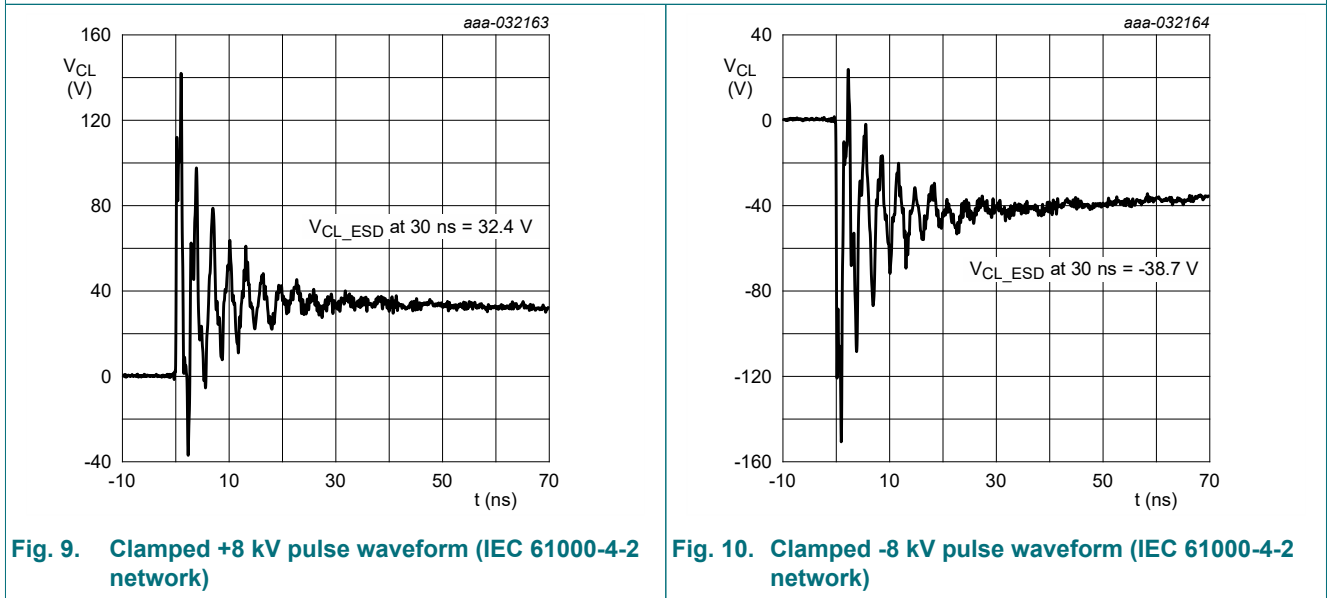 aaa-032163
160
VCL
(V)
120
80
VCL_ESD at 30 ns = 32.4 V
40
0
-40
-10 10 30 50 70
t (ns)
Fig. 9. Clamped +8 kV pulse waveform (IEC 61000-4-2
network)
aaa-032164
40
VCL
(V)
0
-40
VCL_ESD at 30 ns = -38.7 V
-80
-120
-160
-10 10 30 50 70
t (ns)
Fig. 10. Clamped -8 kV pulse waveform (IEC 61000-4-2
network)